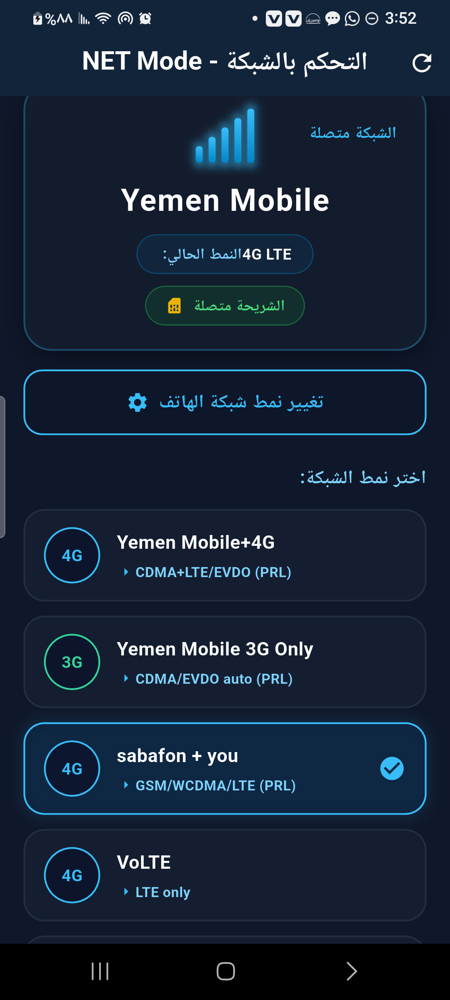 %٨٨
3:52
التحكم بالشبكة - NET Mode
الشبكة متصلة
Yemen Mobile
النمط الحالي: 4G LTE
الشريحة متصلة
تغيير نمط شبكة الهاتف
اختر نمط الشبكة:
4G
Yemen Mobile+4G
CDMA+LTE/EVDO (PRL)
3G
Yemen Mobile 3G Only
CDMA/EVDO auto (PRL)
4G
sabafon + you
GSM/WCDMA/LTE (PRL)
4G
VoLTE
LTE only